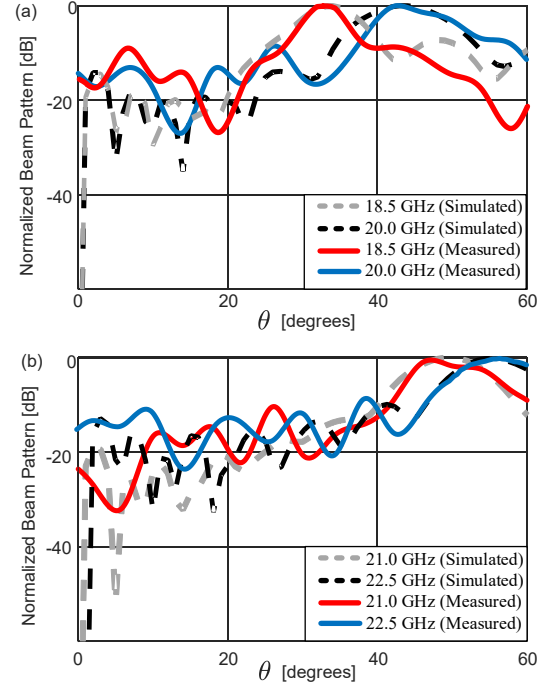 (a)
0
-20
-40
Normalized Beam Pattern [dB]
18.5 GHz (Simulated)
20.0 GHz (Simulated)
18.5 GHz (Measured)
20.0 GHz (Measured)
0
20
40
60
θ [degrees]
(b)
0
-20
-40
Normalized Beam Pattern [dB]
21.0 GHz (Simulated)
22.5 GHz (Simulated)
21.0 GHz (Measured)
22.5 GHz (Measured)
0
20
40
60
θ [degrees]